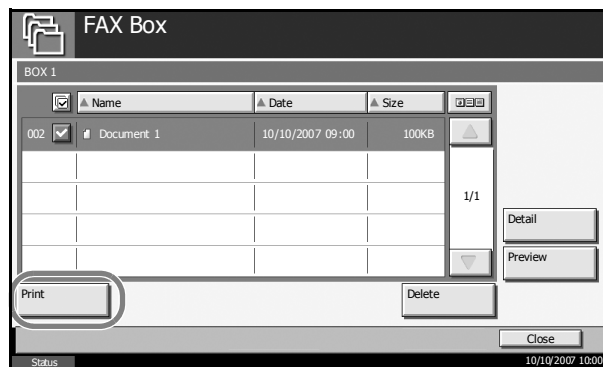 FAX Box
BOX 1
Name Date Size
002 Document 1 10/10/2007 09:00 100KB
1/1
Detail
Preview
Print Delete
Close
Status 10/10/2007 10:00